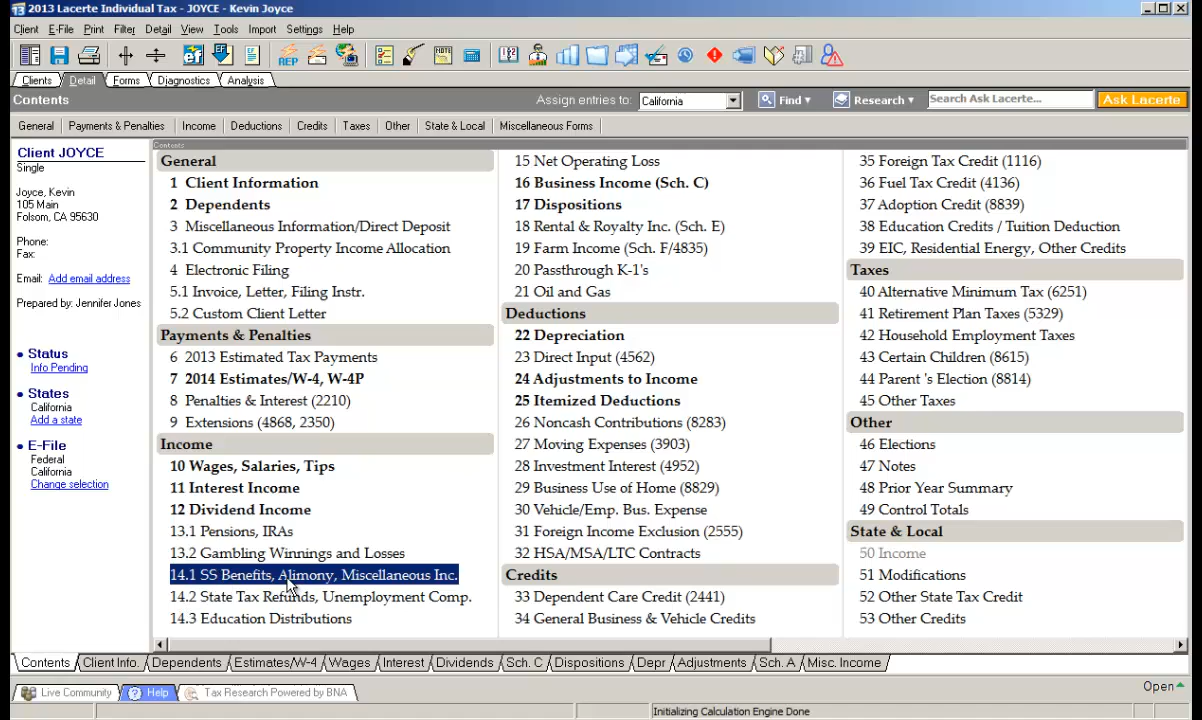 2013 Lacerte Individual Tax - JOYCE - Kevin Joyce
Client E-File Print Filter Detail View Tools Import Settings Help
Clients Detail Forms Diagnostics Analysis
Contents Assign entries to: California Find Research Search Ask Lacerte... Ask Lacerte
General Payments & Penalties Income Deductions Credits Taxes Other State & Local Miscellaneous Forms
Client JOYCE
Single
Joyce, Kevin
105 Main
Folsom, CA 95630
Phone:
Fax:
Email: Add email address
Prepared by: Jennifer Jones
Status
Info Pending
States
California
Add a state
E-File
Federal
California
Change selection
Contents
General
1 Client Information
2 Dependents
3 Miscellaneous Information/Direct Deposit
3.1 Community Property Income Allocation
4 Electronic Filing
5.1 Invoice, Letter, Filing Instr.
5.2 Custom Client Letter
Payments & Penalties
6 2013 Estimated Tax Payments
7 2014 Estimates/W-4, W-4P
8 Penalties & Interest (2210)
9 Extensions (4868, 2350)
Income
10 Wages, Salaries, Tips
11 Interest Income
12 Dividend Income
13.1 Pensions, IRAs
13.2 Gambling Winnings and Losses
14.1 SS Benefits, Alimony, Miscellaneous Inc.
14.2 State Tax Refunds, Unemployment Comp.
14.3 Education Distributions
15 Net Operating Loss
16 Business Income (Sch. C)
17 Dispositions
18 Rental & Royalty Inc. (Sch. E)
19 Farm Income (Sch. F/4835)
20 Passthrough K-1's
21 Oil and Gas
Deductions
22 Depreciation
23 Direct Input (4562)
24 Adjustments to Income
25 Itemized Deductions
26 Noncash Contributions (8283)
27 Moving Expenses (3903)
28 Investment Interest (4952)
29 Business Use of Home (8829)
30 Vehicle/Emp. Bus. Expense
31 Foreign Income Exclusion (2555)
32 HSA/MSA/LTC Contracts
Credits
33 Dependent Care Credit (2441)
34 General Business & Vehicle Credits
35 Foreign Tax Credit (1116)
36 Fuel Tax Credit (4136)
37 Adoption Credit (8839)
38 Education Credits / Tuition Deduction
39 EIC, Residential Energy, Other Credits
Taxes
40 Alternative Minimum Tax (6251)
41 Retirement Plan Taxes (5329)
42 Household Employment Taxes
43 Certain Children (8615)
44 Parent 's Election (8814)
45 Other Taxes
Other
46 Elections
47 Notes
48 Prior Year Summary
49 Control Totals
State & Local
50 Income
51 Modifications
52 Other State Tax Credit
53 Other Credits
Contents Client Info. Dependents Estimates/W-4 Wages Interest Dividends Sch. C Dispositions Depr Adjustments Sch. A Misc. Income
Live Community Help Tax Research Powered by BNA Open
Initializing Calculation Engine Done